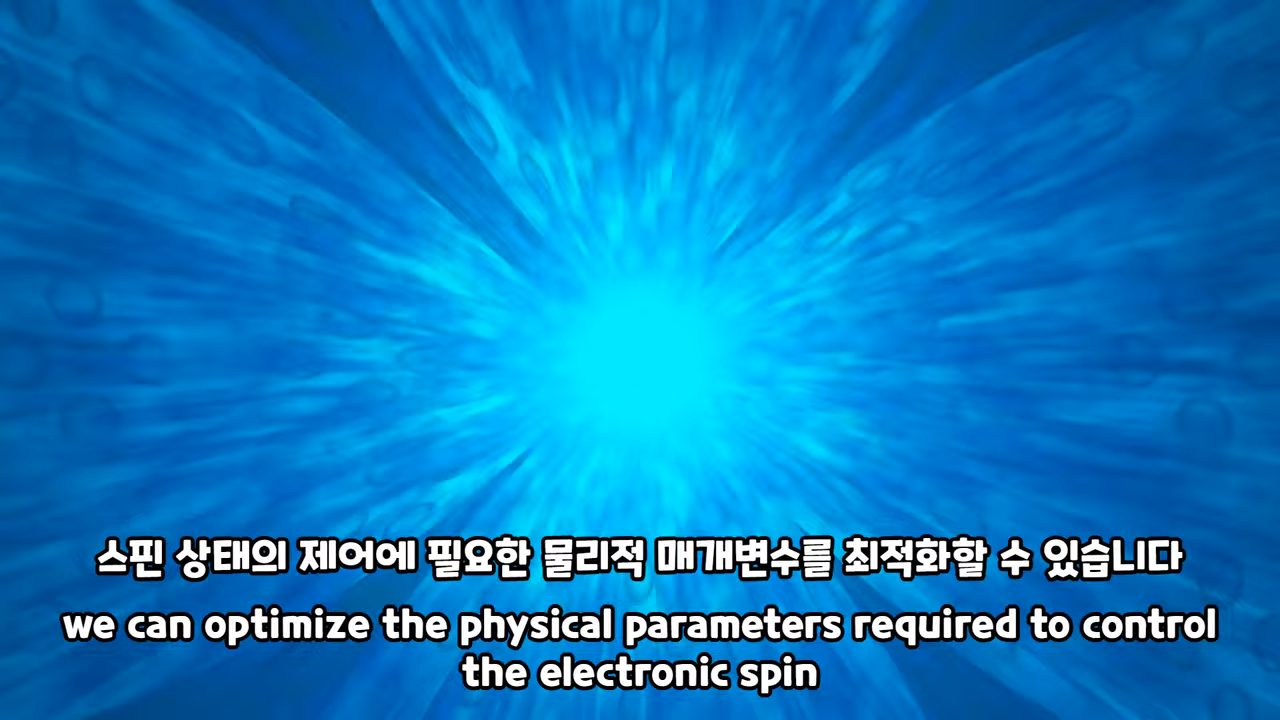 스핀 상태의 제어에 필요한 물리적 매개변수를 최적화할 수 있습니다
we can optimize the physical parameters required to control
the electronic spin